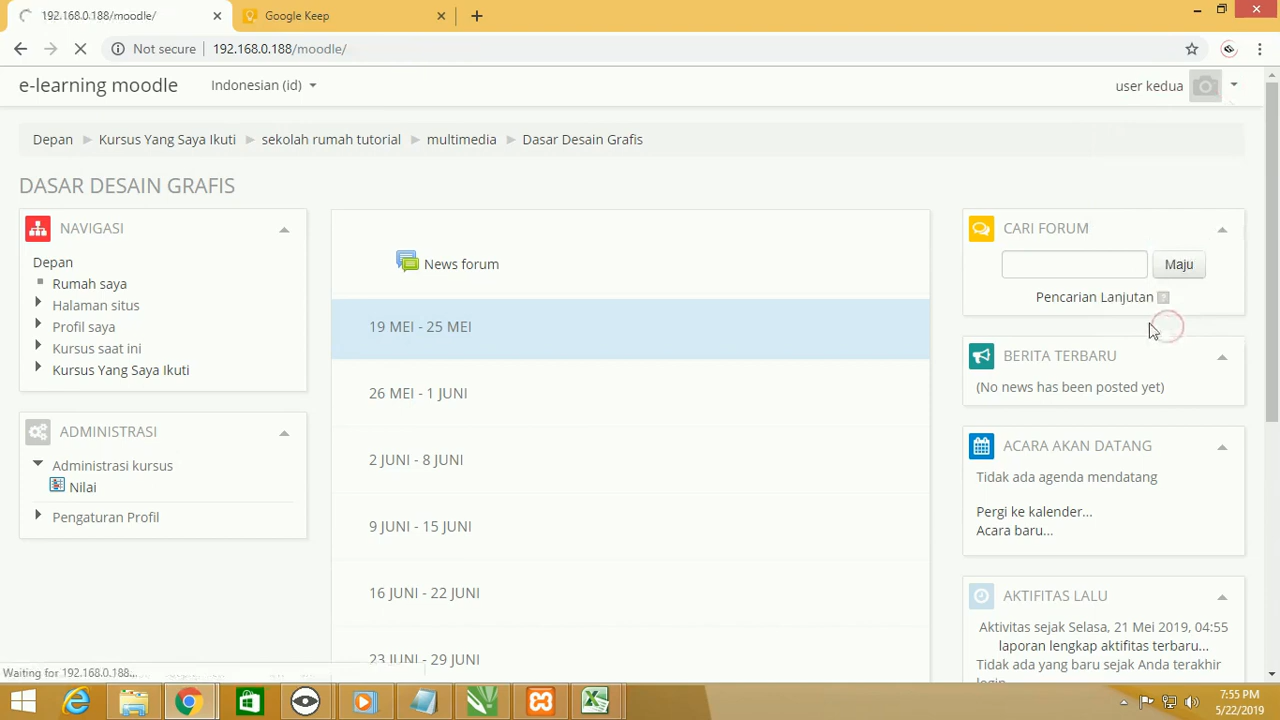 192.168.0.188/moodle/
Google Keep
Not secure
192.168.0.188/moodle/
e-learning moodle
Indonesian (id)
user kedua
Depan
Kursus Yang Saya Ikuti
sekolah rumah tutorial
multimedia
Dasar Desain Grafis
DASAR DESAIN GRAFIS
NAVIGASI
Depan
Rumah saya
Halaman situs
Profil saya
Kursus saat ini
Kursus Yang Saya Ikuti
ADMINISTRASI
Administrasi kursus
Nilai
Pengaturan Profil
News forum
19 MEI - 25 MEI
26 MEI - 1 JUNI
2 JUNI - 8 JUNI
9 JUNI - 15 JUNI
16 JUNI - 22 JUNI
23 JUNI - 29 JUNI
CARI FORUM
Maju
Pencarian Lanjutan ?
BERITA TERBARU
(No news has been posted yet)
ACARA AKAN DATANG
Tidak ada agenda mendatang
Pergi ke kalender...
Acara baru...
AKTIFITAS LALU
Aktivitas sejak Selasa, 21 Mei 2019, 04:55
laporan lengkap aktifitas terbaru...
Tidak ada yang baru sejak Anda terakhir
login
Waiting for 192.168.0.188...
7:55 PM
5/22/2019